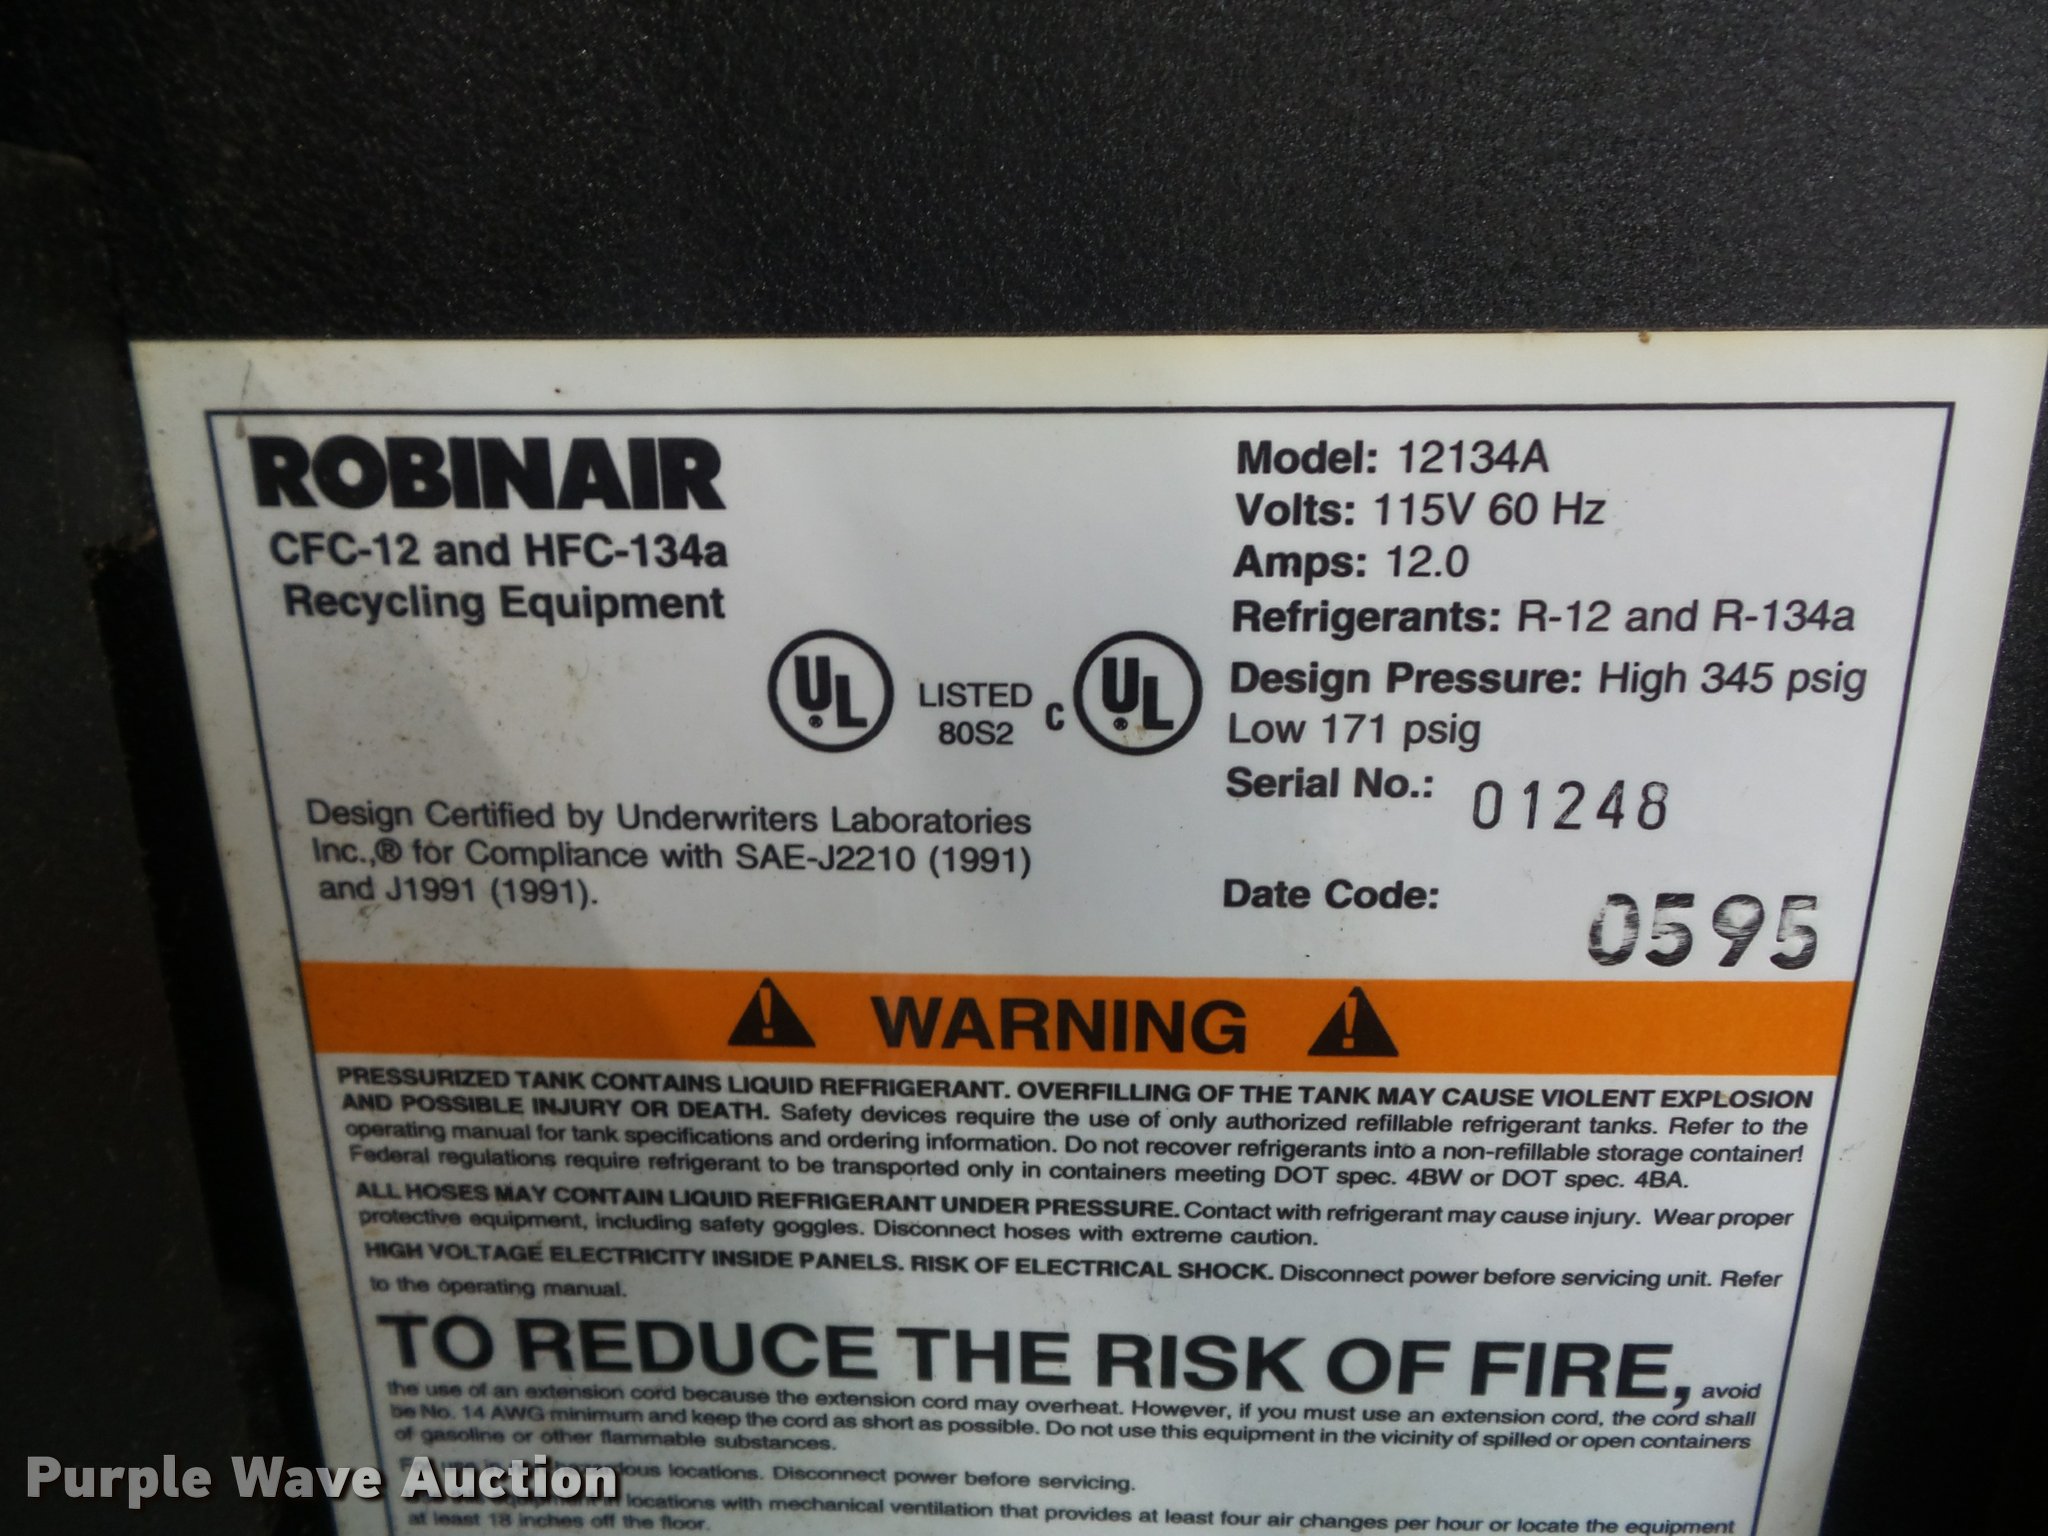 ROBINAIR
CFC-12 and HFC-134a
Recycling Equipment
UL® LISTED 80S2 C UL®
Design Certified by Underwriters Laboratories
Inc.,® for Compliance with SAE-J2210 (1991)
and J1991 (1991).
Model: 12134A
Volts: 115V 60 Hz
Amps: 12.0
Refrigerants: R-12 and R-134a
Design Pressure: High 345 psig
Low 171 psig
Serial No.: 01248
Date Code: 0595
! WARNING !
PRESSURIZED TANK CONTAINS LIQUID REFRIGERANT. OVERFILLING OF THE TANK MAY CAUSE VIOLENT EXPLOSION
AND POSSIBLE INJURY OR DEATH. Safety devices require the use of only authorized refillable refrigerant tanks. Refer to the
operating manual for tank specifications and ordering information. Do not recover refrigerants into a non-refillable storage container!
Federal regulations require refrigerant to be transported only in containers meeting DOT spec. 4BW or DOT spec. 4BA.
ALL HOSES MAY CONTAIN LIQUID REFRIGERANT UNDER PRESSURE. Contact with refrigerant may cause injury. Wear proper
protective equipment, including safety goggles. Disconnect hoses with extreme caution.
HIGH VOLTAGE ELECTRICITY INSIDE PANELS. RISK OF ELECTRICAL SHOCK. Disconnect power before servicing unit. Refer
to the operating manual.
TO REDUCE THE RISK OF FIRE, avoid
the use of an extension cord because the extension cord may overheat. However, if you must use an extension cord, the cord shall
be No. 14 AWG minimum and keep the cord as short as possible. Do not use this equipment in the vicinity of spilled or open containers
of gasoline or other flammable substances.
locations. Disconnect power before servicing.
equipment in locations with mechanical ventilation that provides at least four air changes per hour or locate the equipment
at least 18 inches off the floor.
Purple Wave Auction